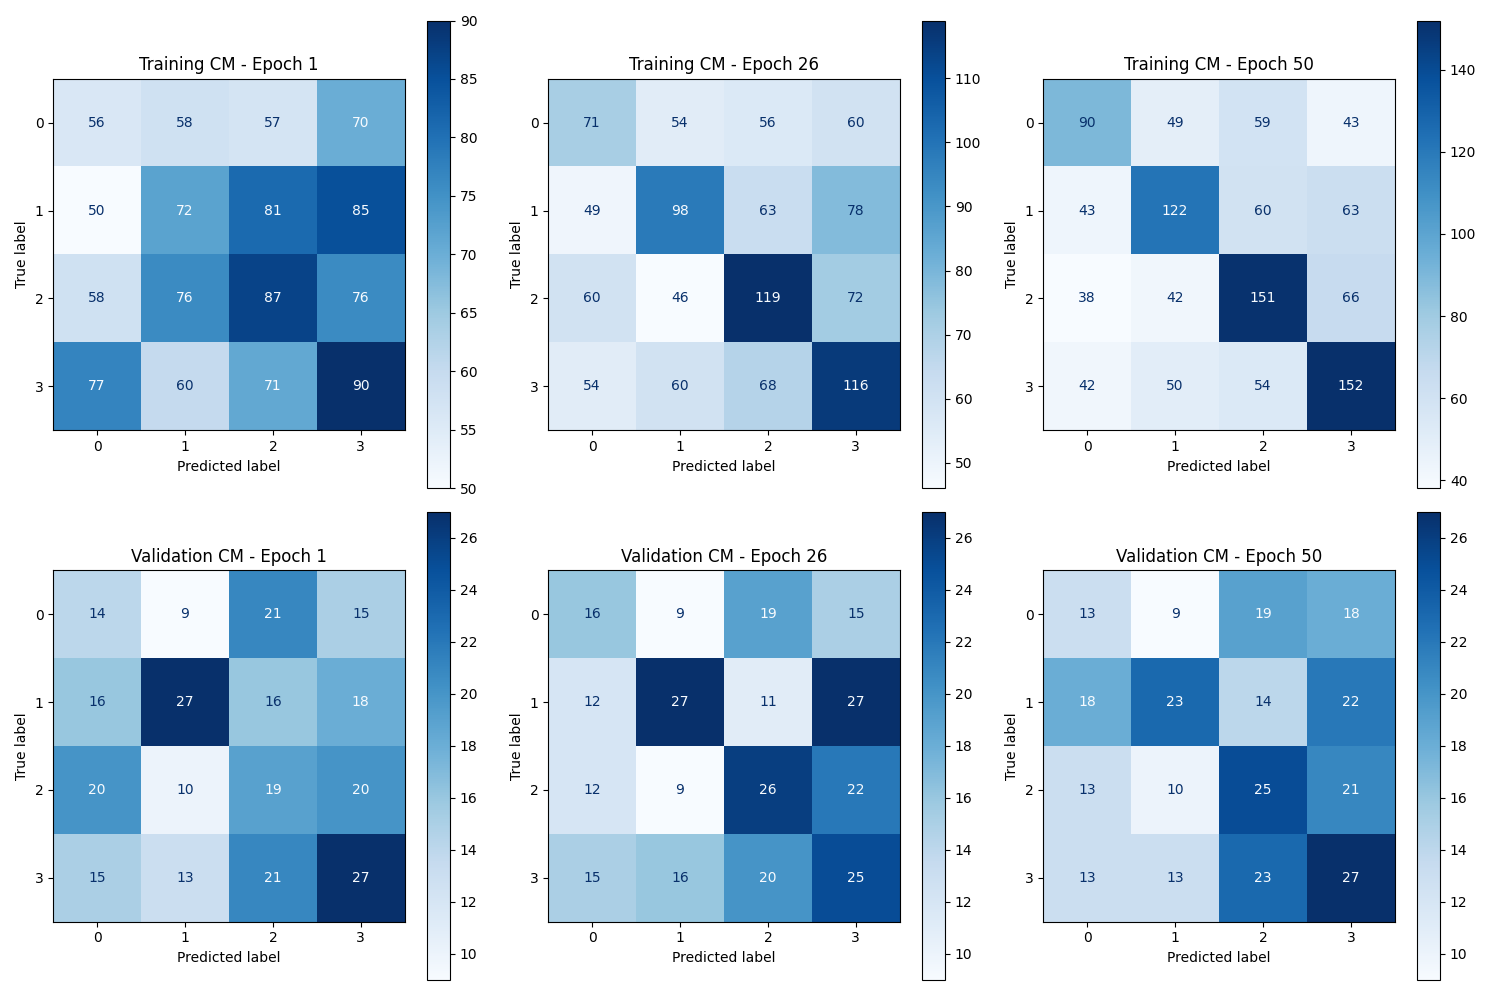 Training CM - Epoch 1
0 56 58 57 70
1 50 72 81 85
2 58 76 87 76
3 77 60 71 90
0 1 2 3
Predicted label
True label
90
85
80
75
70
65
60
55
50
Training CM - Epoch 26
0 71 54 56 60
1 49 98 63 78
2 60 46 119 72
3 54 60 68 116
0 1 2 3
Predicted label
True label
110
100
90
80
70
60
50
Training CM - Epoch 50
0 90 49 59 43
1 43 122 60 63
2 38 42 151 66
3 42 50 54 152
0 1 2 3
Predicted label
True label
140
120
100
80
60
40
Validation CM - Epoch 1
0 14 9 21 15
1 16 27 16 18
2 20 10 19 20
3 15 13 21 27
0 1 2 3
Predicted label
True label
26
24
22
20
18
16
14
12
10
Validation CM - Epoch 26
0 16 9 19 15
1 12 27 11 27
2 12 9 26 22
3 15 16 20 25
0 1 2 3
Predicted label
True label
26
24
22
20
18
16
14
12
10
Validation CM - Epoch 50
0 13 9 19 18
1 18 23 14 22
2 13 10 25 21
3 13 13 23 27
0 1 2 3
Predicted label
True label
26
24
22
20
18
16
14
12
10